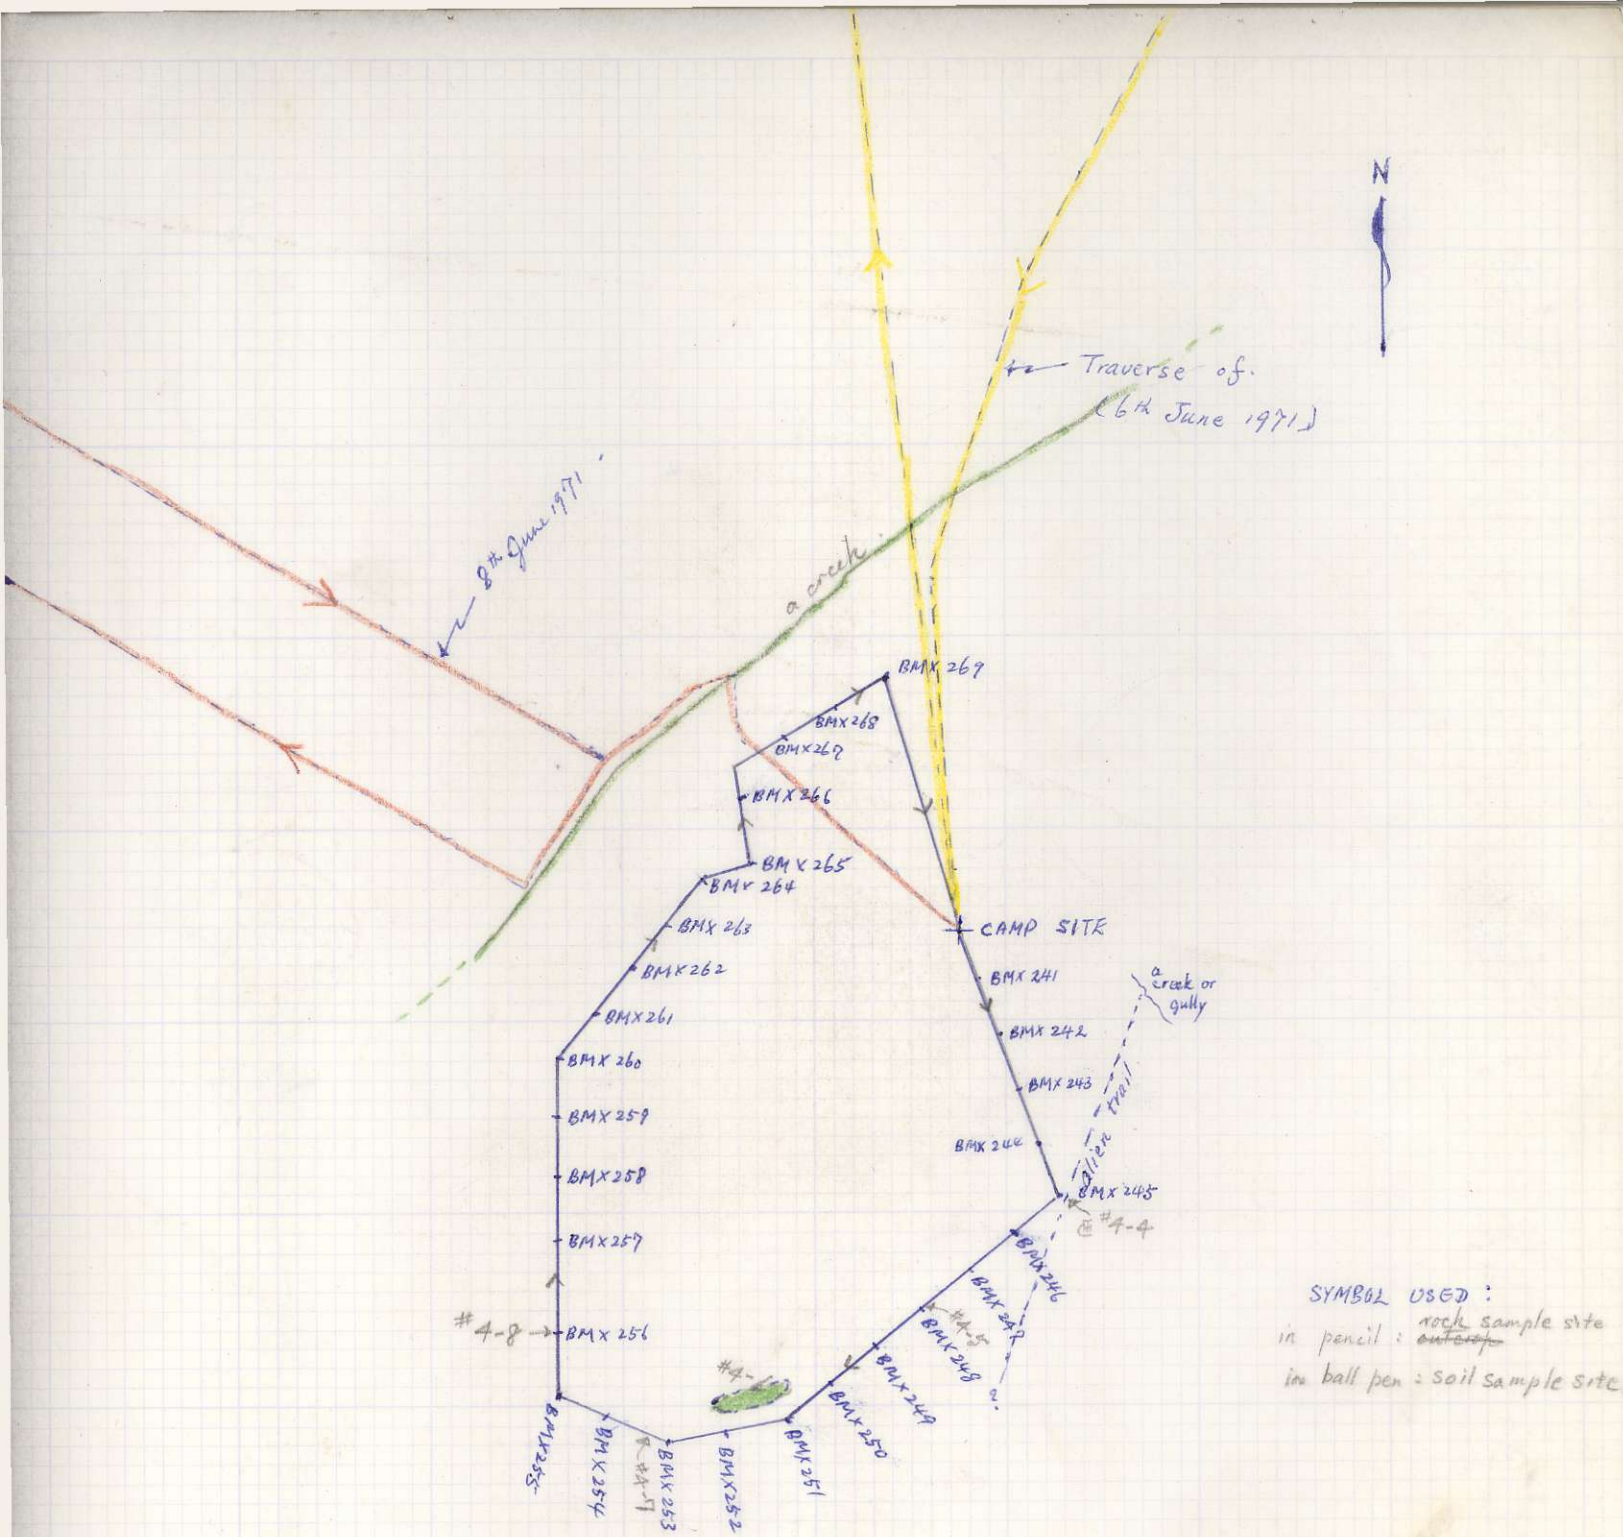 N
Traverse of.
(6th June 1971)
8th June 1971
a creek
BMX 269
BMX 268
BMX 267
BMX 266
BMX 265
BMX 264
BMX 263
BMX 262
BMX 261
BMX 260
BMX 259
BMX 258
BMX 257
#4-8
BMX 256
BMX 255
BMX 254
#4-7
BMX 253
BMX 252
BMX 251
#4-6
BMX 250
BMX 249
BMX 248
#4-5
BMX 247
BMX 246
#4-4
BMX 245
BMX 244
BMX 243
BMX 242
BMX 241
CAMP SITE
a
creek or
gully
trail
SYMBOL USED :
in pencil : rock sample site
outcrop
in ball pen : soil sample site